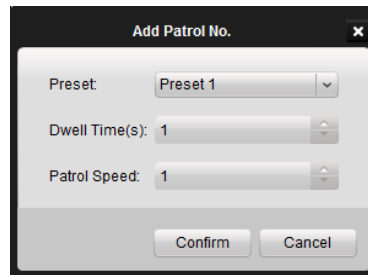 Add Patrol No.
Preset: Preset 1
Dwell Time(s): 1
Patrol Speed: 1
Confirm Cancel